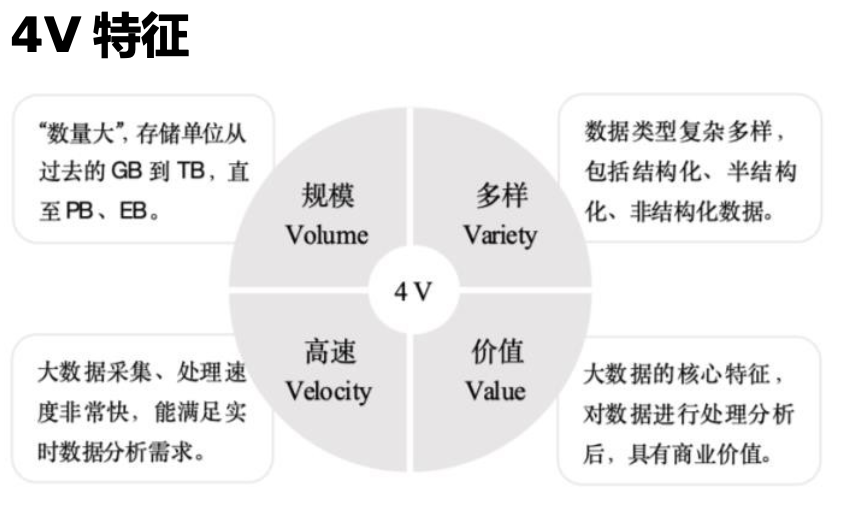 4V 特征
“数量大”, 存储单位从
过去的 GB 到 TB，直
至 PB、EB。
数据类型复杂多样，
包括结构化、半结构
化、非结构化数据。
规模
Volume
多样
Variety
4 V
高速
Velocity
价值
Value
大数据采集、处理速
度非常快，能满足实
时数据分析需求。
大数据的核心特征，
对数据进行处理分析
后，具有商业价值。